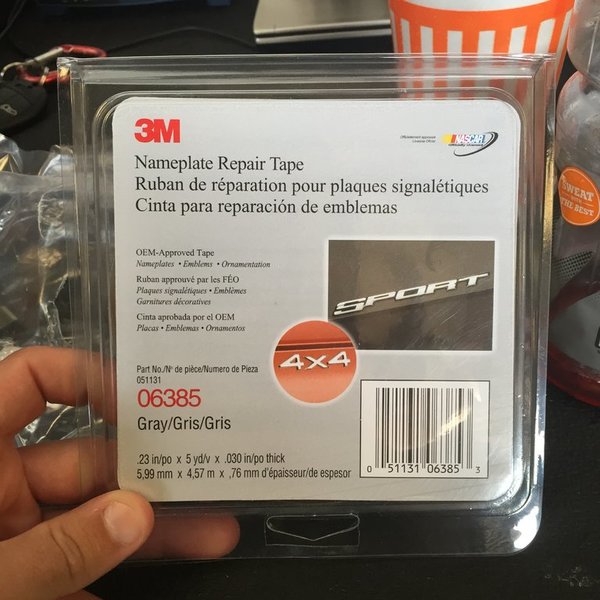 3M
NASCAR
Nameplate Repair Tape
Ruban de réparation pour plaques signalétiques
Cinta para reparación de emblemas
OEM-Approved Tape
Nameplates • Emblems • Ornamentation
Ruban approuvé par les FÉO
Plaques signalétiques • Emblèmes
Garnitures décoratives
Cinta aprobada por el OEM
Placas • Emblemas • Ornamentos
SPORT
4x4
Part No./Nº de pièce/Numero de Pieza
051131
06385
Gray/Gris/Gris
.23 in/po x 5 yd/v x .030 in/po thick
5,99 mm x 4,57 m x ,76 mm d'épaisseur/de espesor
0 51131 06385 3
SWEAT
THE BEST